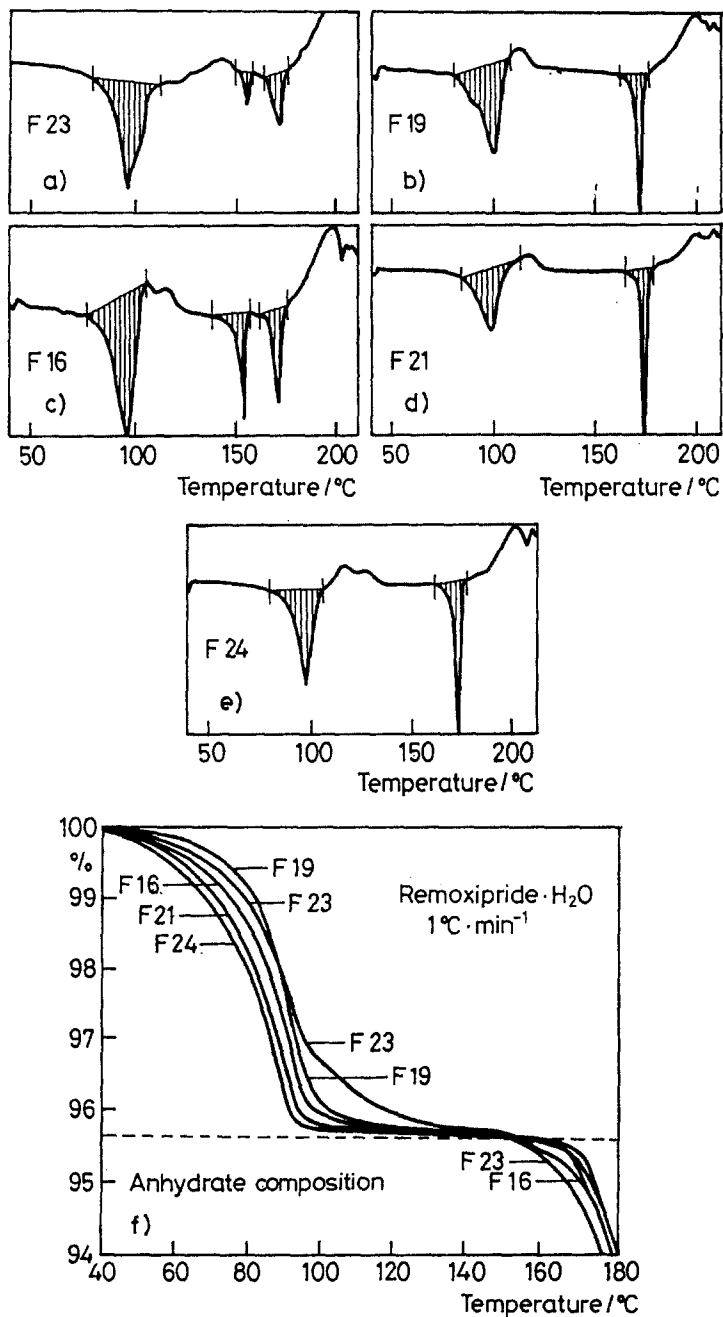 F 23
a)
F 19
b)
F 16
c)
50 100 150 200
Temperature / °C
F 21
d)
50 100 150 200
Temperature / °C
F 24
e)
50 100 150 200
Temperature / °C
100
%
99
98
97
96
95
94
F 19
F 16
F 23
F 21
F 24
Remoxipride · H₂O
1°C · min⁻¹
F 23
F 19
F 23
F 16
Anhydrate composition
f)
40 60 80 100 120 140 160 180
Temperature / °C